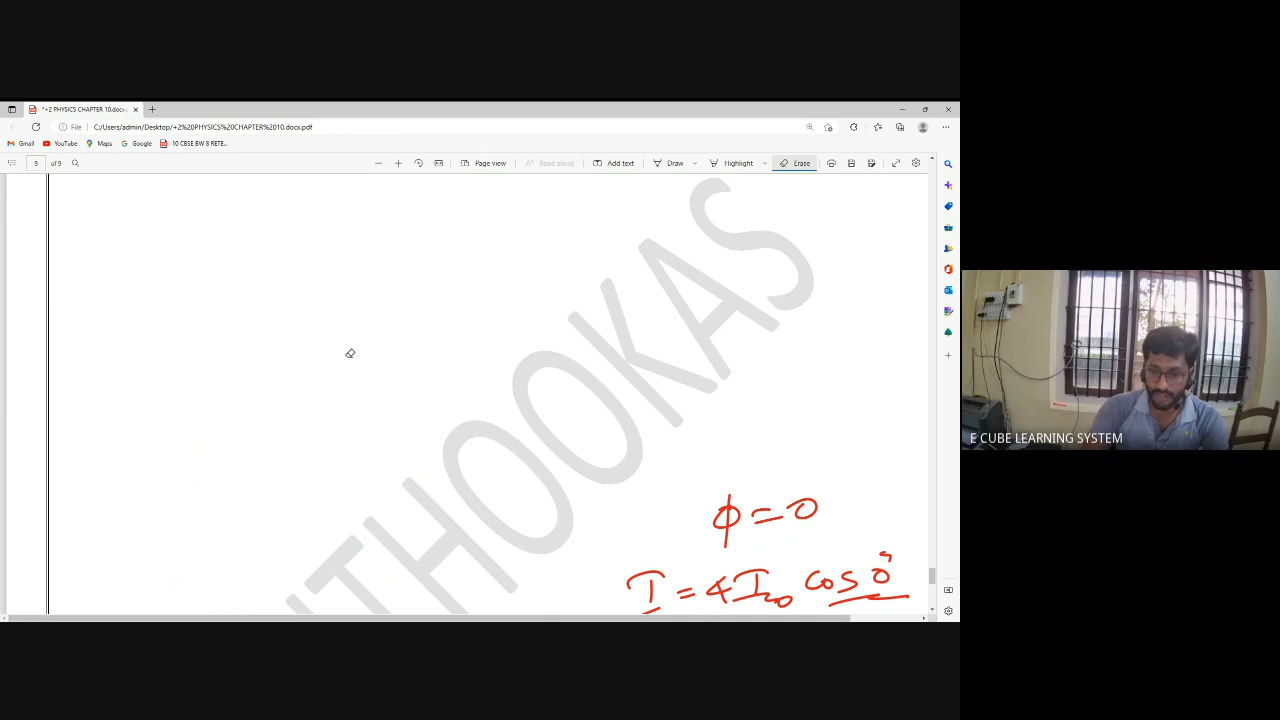 *+2 PHYSICS CHAPTER 10.docx.p
File C:/Users/admin/Desktop/+2%20PHYSICS%20CHAPTER%2010.docx.pdf
Gmail YouTube Maps Google 10 CBSE BW 8 RETE...
9 of 9 Page view Read aloud Add text Draw Highlight Erase
THOOKAS
ϕ = 0
I = 4I₀ cos 0°
E CUBE LEARNING SYSTEM